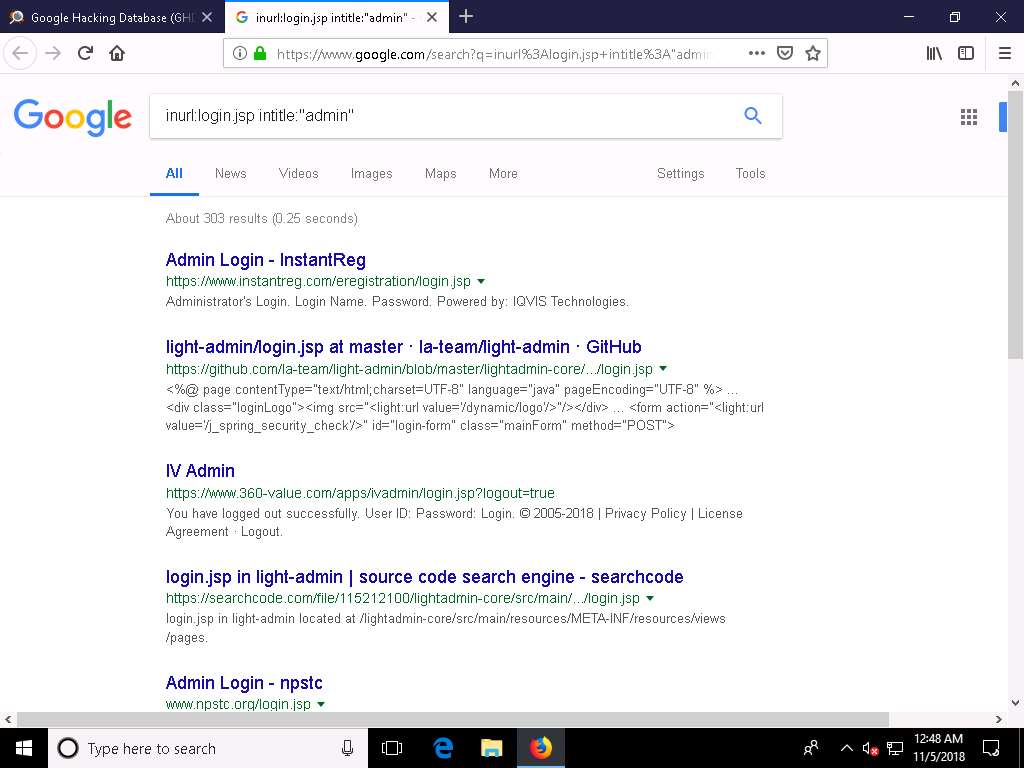 Google Hacking Database (GHD
inurl:login.jsp intitle:"admin" -
https://www.google.com/search?q=inurl%3Alogin.jsp+intitle%3A"admin
Google
inurl:login.jsp intitle:"admin"
All News Videos Images Maps More Settings Tools
About 303 results (0.25 seconds)
Admin Login - InstantReg
https://www.instantreg.com/eregistration/login.jsp
Administrator's Login. Login Name. Password. Powered by: IQVIS Technologies.
light-admin/login.jsp at master · la-team/light-admin · GitHub
https://github.com/la-team/light-admin/blob/master/lightadmin-core/.../login.jsp
<%@ page contentType="text/html;charset=UTF-8" language="java" pageEncoding="UTF-8" %> ...
<div class="loginLogo"><img src="<light:url value='/dynamic/logo'/>"/></div> ... <form action="<light:url
value='/j_spring_security_check'/>" id="login-form" class="mainForm" method="POST">
IV Admin
https://www.360-value.com/apps/ivadmin/login.jsp?logout=true
You have logged out successfully. User ID: Password: Login. © 2005-2018 | Privacy Policy | License
Agreement · Logout.
login.jsp in light-admin | source code search engine - searchcode
https://searchcode.com/file/115212100/lightadmin-core/src/main/.../login.jsp
login.jsp in light-admin located at /lightadmin-core/src/main/resources/META-INF/resources/views
/pages.
Admin Login - npstc
www.npstc.org/login.jsp
Type here to search
12:48 AM
11/5/2018